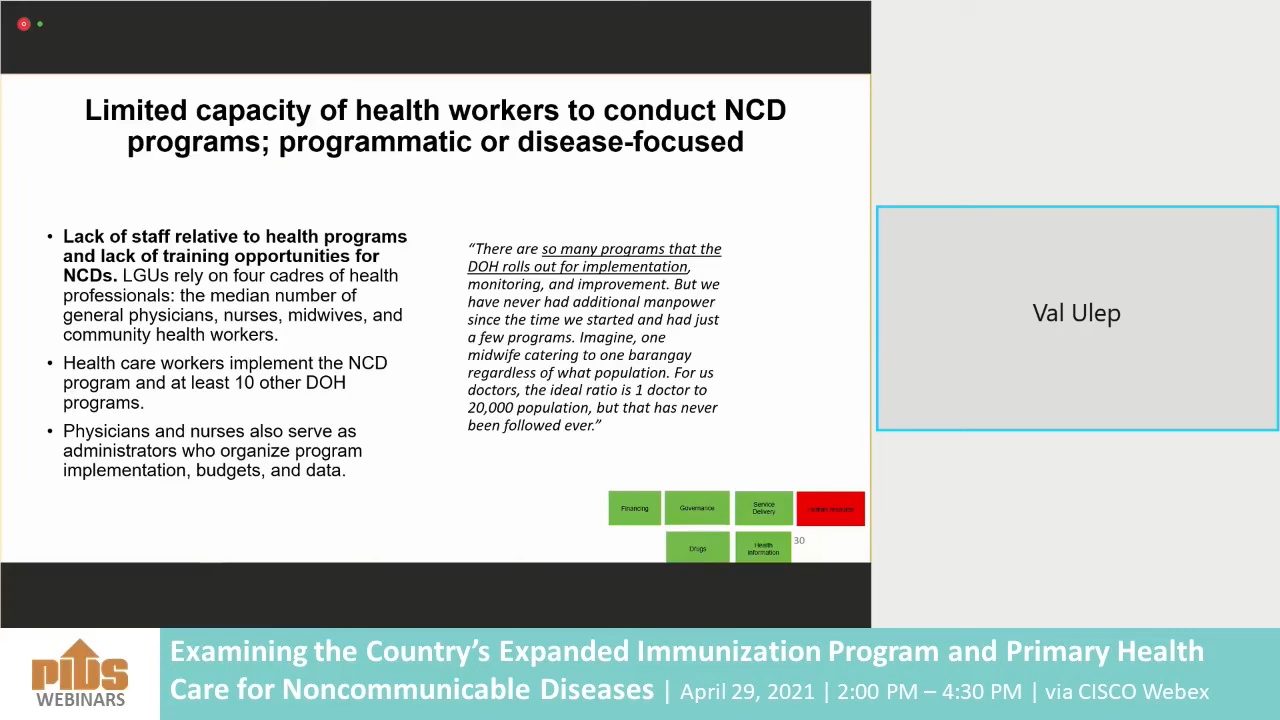 Limited capacity of health workers to conduct NCD
programs; programmatic or disease-focused
• Lack of staff relative to health programs
and lack of training opportunities for
NCDs. LGUs rely on four cadres of health
professionals: the median number of
general physicians, nurses, midwives, and
community health workers.
• Health care workers implement the NCD
program and at least 10 other DOH
programs.
• Physicians and nurses also serve as
administrators who organize program
implementation, budgets, and data.
“There are so many programs that the
DOH rolls out for implementation,
monitoring, and improvement. But we
have never had additional manpower
since the time we started and had just
a few programs. Imagine, one
midwife catering to one barangay
regardless of what population. For us
doctors, the ideal ratio is 1 doctor to
20,000 population, but that has never
been followed ever.”
Financing
Governance
Service
Delivery
Drugs
Health
Information
30
Val Ulep
PIDS
WEBINARS
Examining the Country’s Expanded Immunization Program and Primary Health
Care for Noncommunicable Diseases | April 29, 2021 | 2:00 PM – 4:30 PM | via CISCO Webex